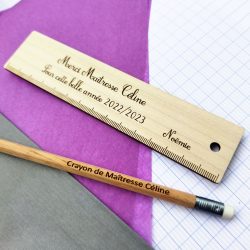 Merci Maîtresse Céline
Pour cette belle année 2022/2023
Noémie
Crayon de Maîtresse Céline